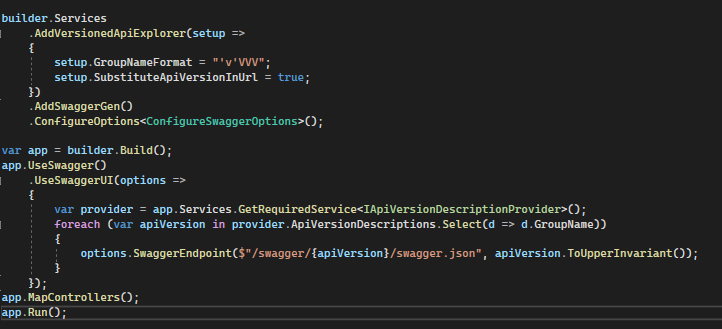 builder.Services
.AddVersionedApiExplorer(setup =>
{
setup.GroupNameFormat = "'v'VVV";
setup.SubstituteApiVersionInUrl = true;
})
.AddSwaggerGen()
.ConfigureOptions<ConfigureSwaggerOptions>();
var app = builder.Build();
app.UseSwagger()
.UseSwaggerUI(options =>
{
var provider = app.Services.GetRequiredService<IApiVersionDescriptionProvider>();
foreach (var apiVersion in provider.ApiVersionDescriptions.Select(d => d.GroupName))
{
options.SwaggerEndpoint($"/swagger/{apiVersion}/swagger.json", apiVersion.ToUpperInvariant());
}
});
app.MapControllers();
app.Run();